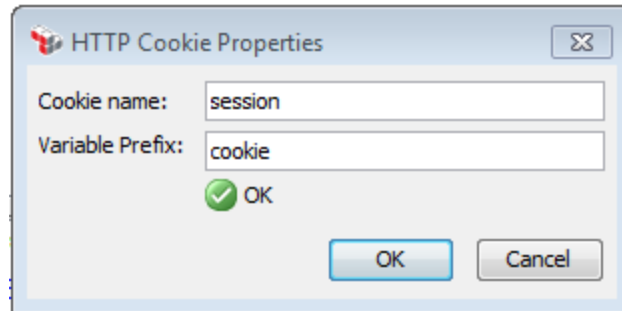 HTTP Cookie Properties
Cookie name: session
Variable Prefix: cookie
OK
OK Cancel